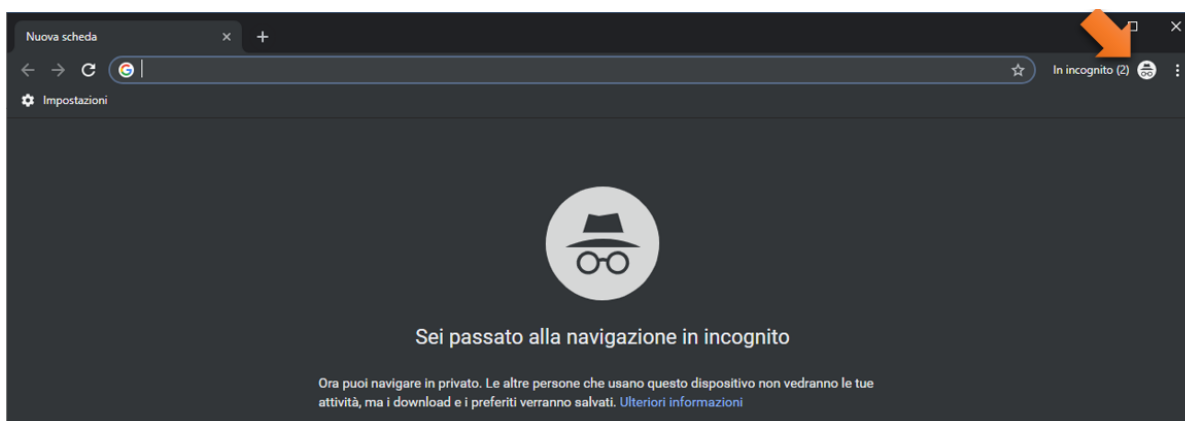 Nuova scheda
In incognito (2)
Impostazioni
Sei passato alla navigazione in incognito
Ora puoi navigare in privato. Le altre persone che usano questo dispositivo non vedranno le tue
attività, ma i download e i preferiti verranno salvati. Ulteriori informazioni